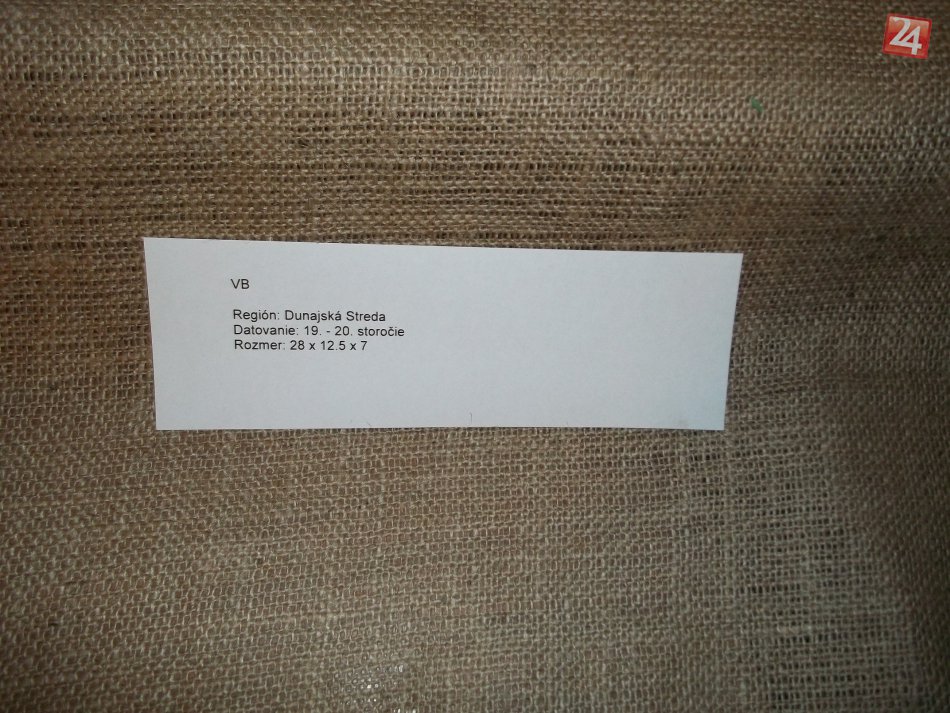 24
VB
Región: Dunajská Streda
Datovanie: 19. - 20. storočie
Rozmer: 28 x 12.5 x 7